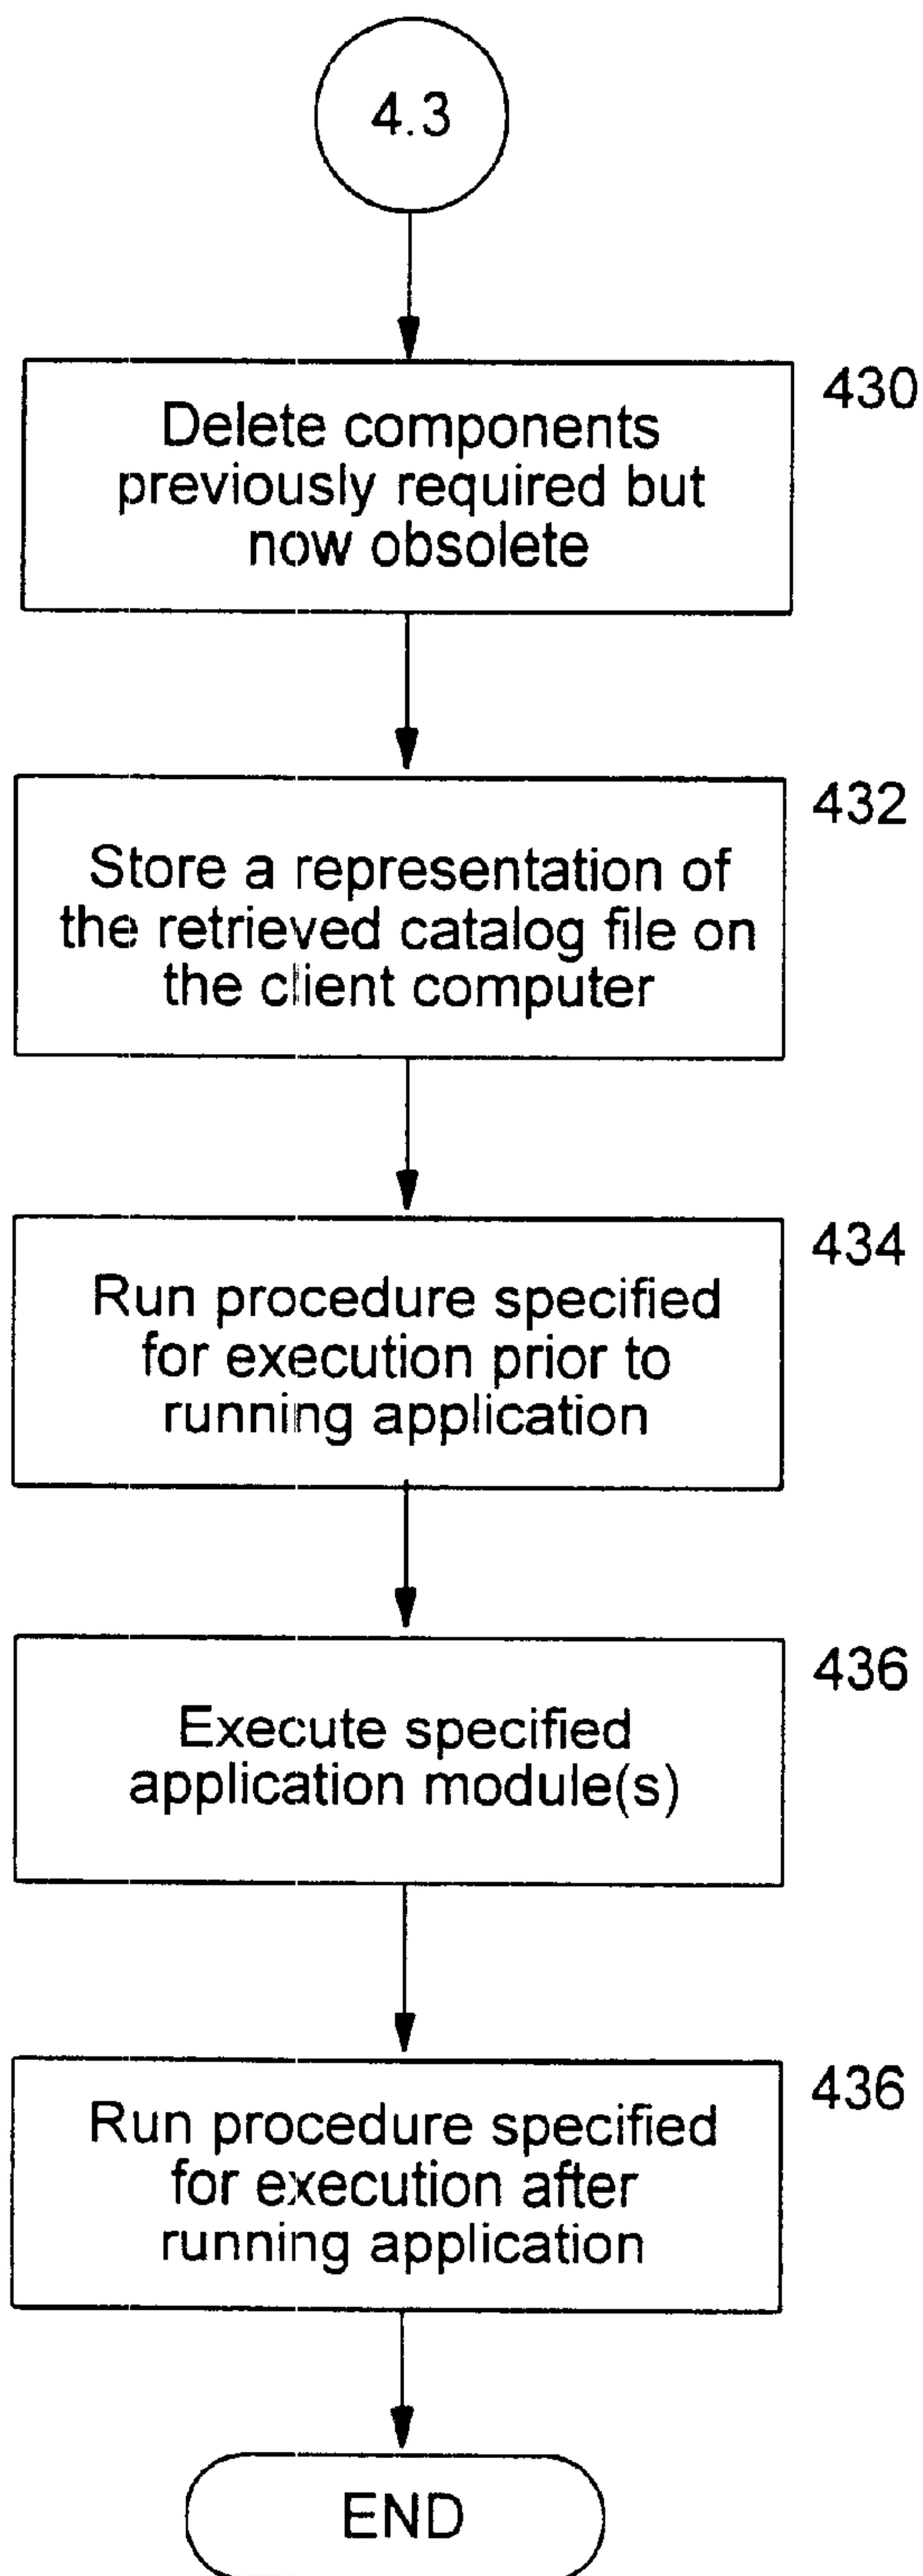 4.3
430
Delete components
previously required but
now obsolete
432
Store a representation of
the retrieved catalog file on
the client computer
434
Run procedure specified
for execution prior to
running application
436
Execute specified
application module(s)
436
Run procedure specified
for execution after
running application
END